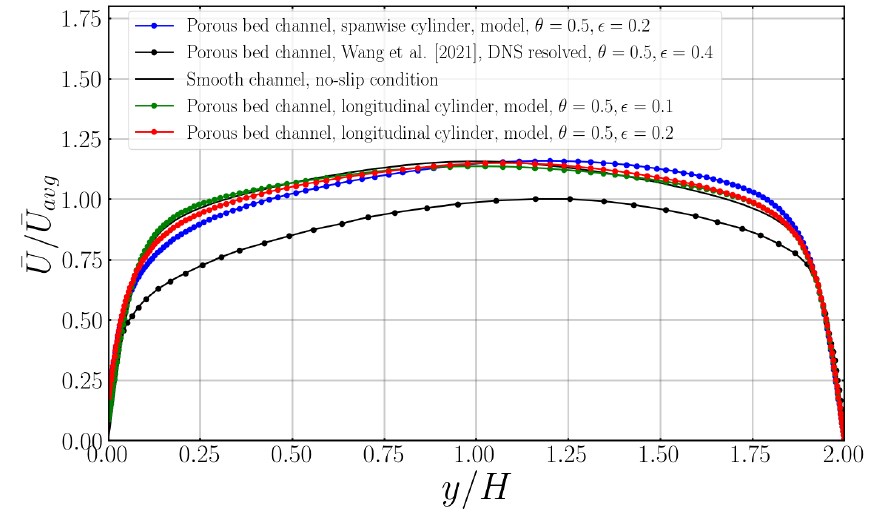 Porous bed channel, spanwise cylinder, model, θ = 0.5, ϵ = 0.2
Porous bed channel, Wang et al. [2021], DNS resolved, θ = 0.5, ϵ = 0.4
Smooth channel, no-slip condition
Porous bed channel, longitudinal cylinder, model, θ = 0.5, ϵ = 0.1
Porous bed channel, longitudinal cylinder, model, θ = 0.5, ϵ = 0.2
1.75
1.50
1.25
1.00
0.75
0.50
0.25
0.00
Ū/Ū_avg
0.00 0.25 0.50 0.75 1.00 1.25 1.50 1.75 2.00
y/H